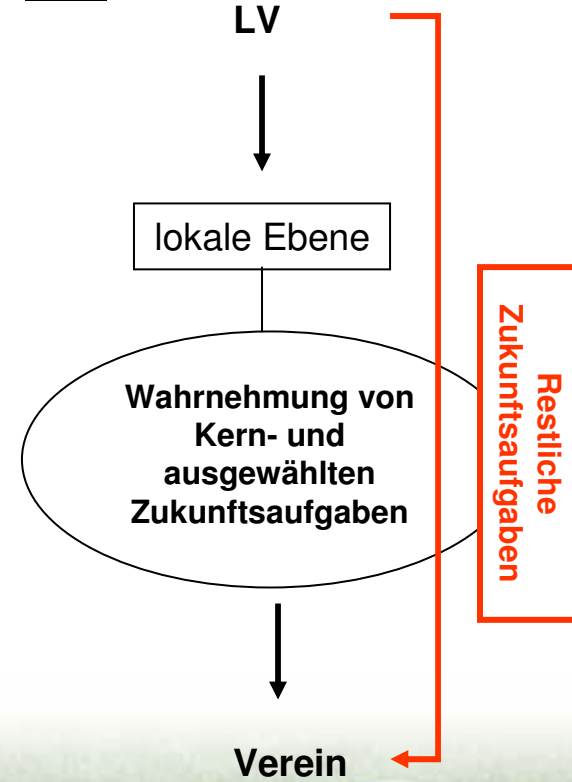 LV
lokale Ebene
Wahrnehmung von
Kern- und
ausgewählten
Zukunftsaufgaben
Restliche
Zukunftsaufgaben
Verein